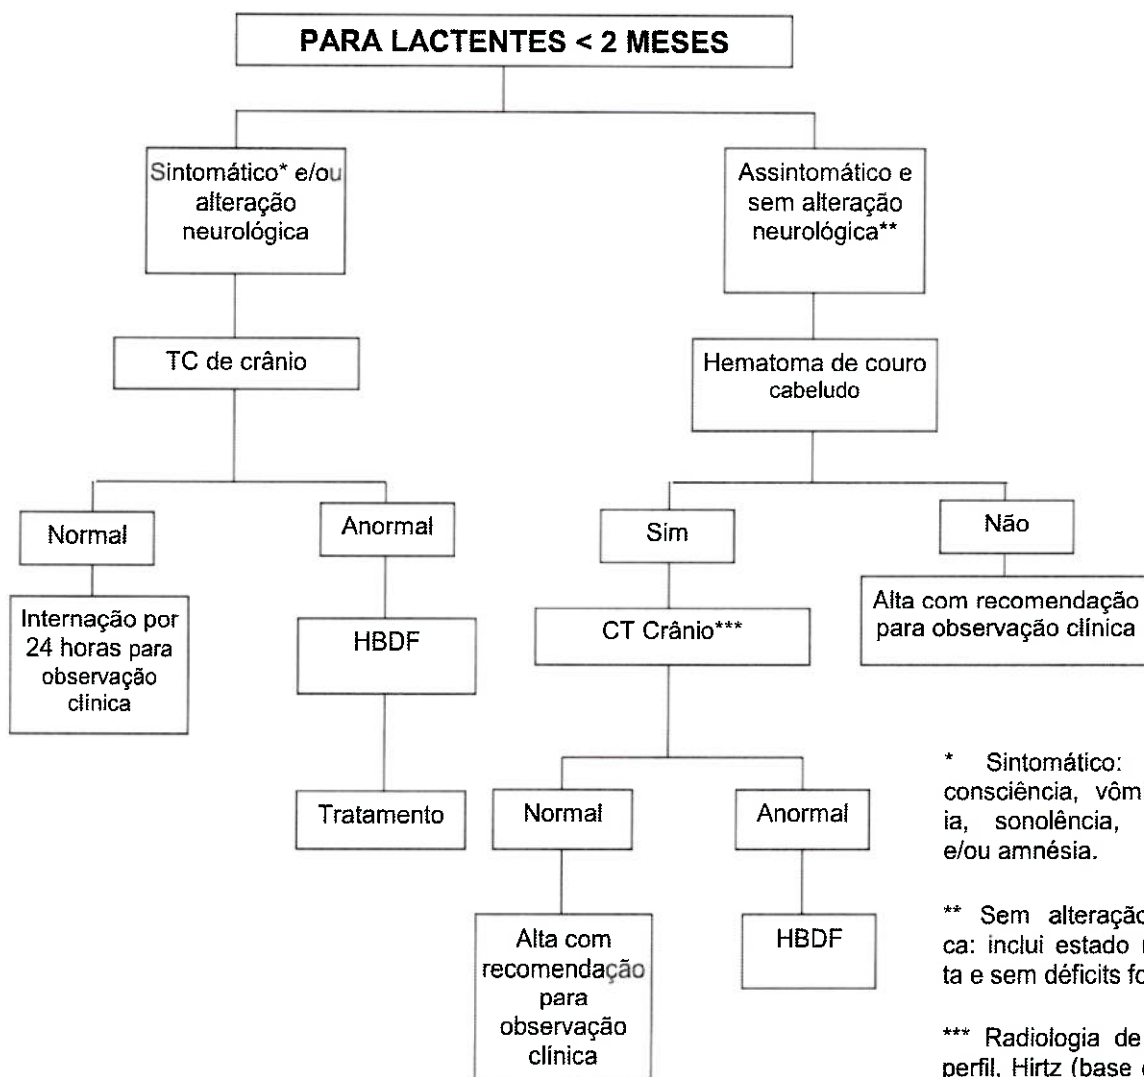 PARA LACTENTES < 2 MESES
Sintomático* e/ou
alteração
neurológica
TC de crânio
Normal
Internação por
24 horas para
observação
clínica
Anormal
HBDF
Tratamento
Assintomático e
sem alteração
neurológica**
Hematoma de couro
cabeludo
Sim
CT Crânio***
Normal
Alta com
recomendação
para
observação
clínica
Anormal
HBDF
Não
Alta com recomendação
para observação clínica
* Sintomático:
consciência, vôm
ia, sonolência,
e/ou amnésia.
** Sem alteração
ca: inclui estado
ta e sem déficits fo
*** Radiologia de
perfil, Hirtz (base